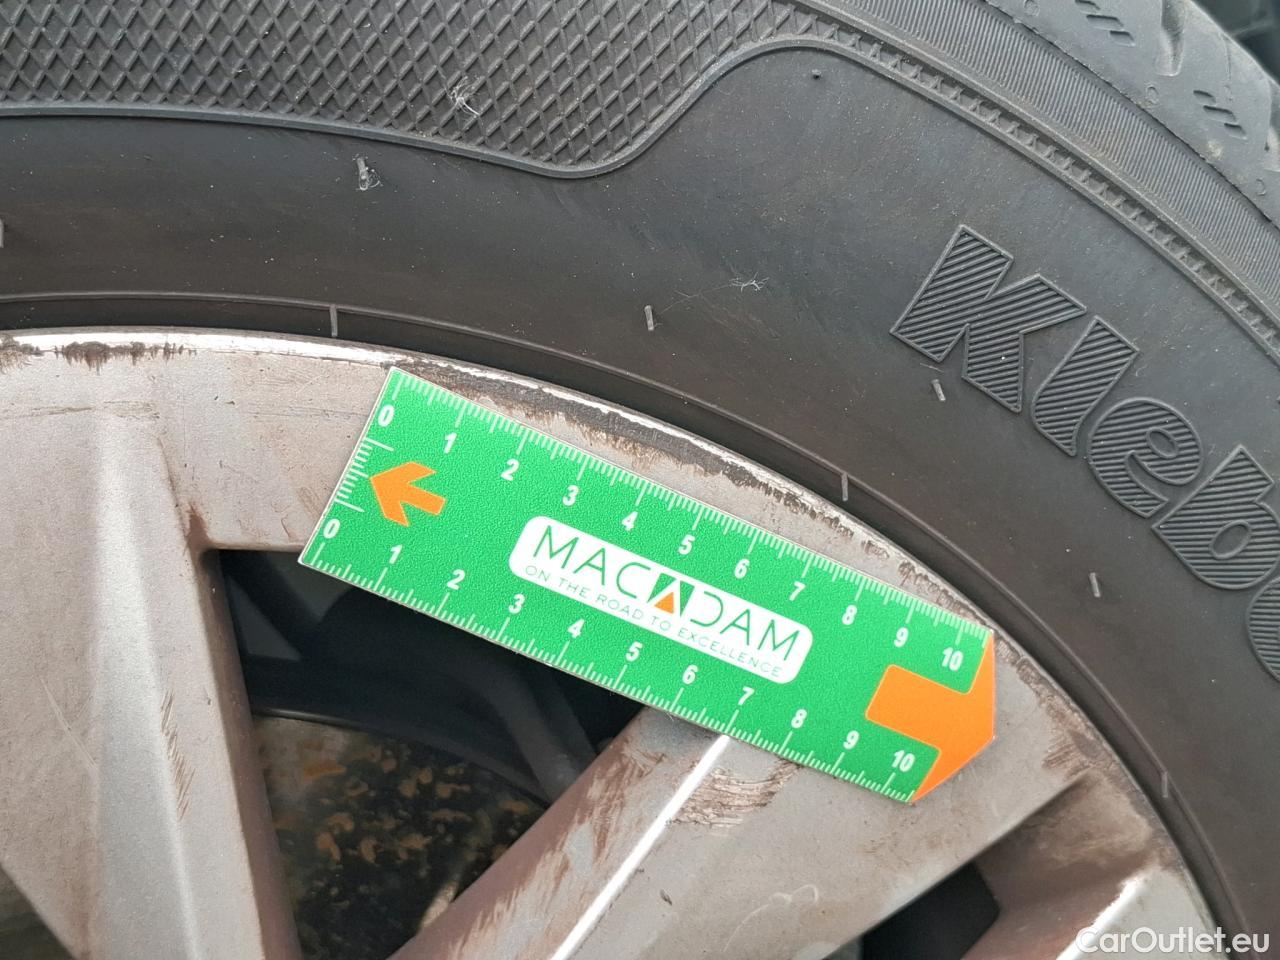 Kleb
0 1 2 3 4 5 6 7 8 9 10
MACADAM
ON THE ROAD TO EXCELLENCE
0 1 2 3 4 5 6 7 8 9 10
CarOutlet.eu